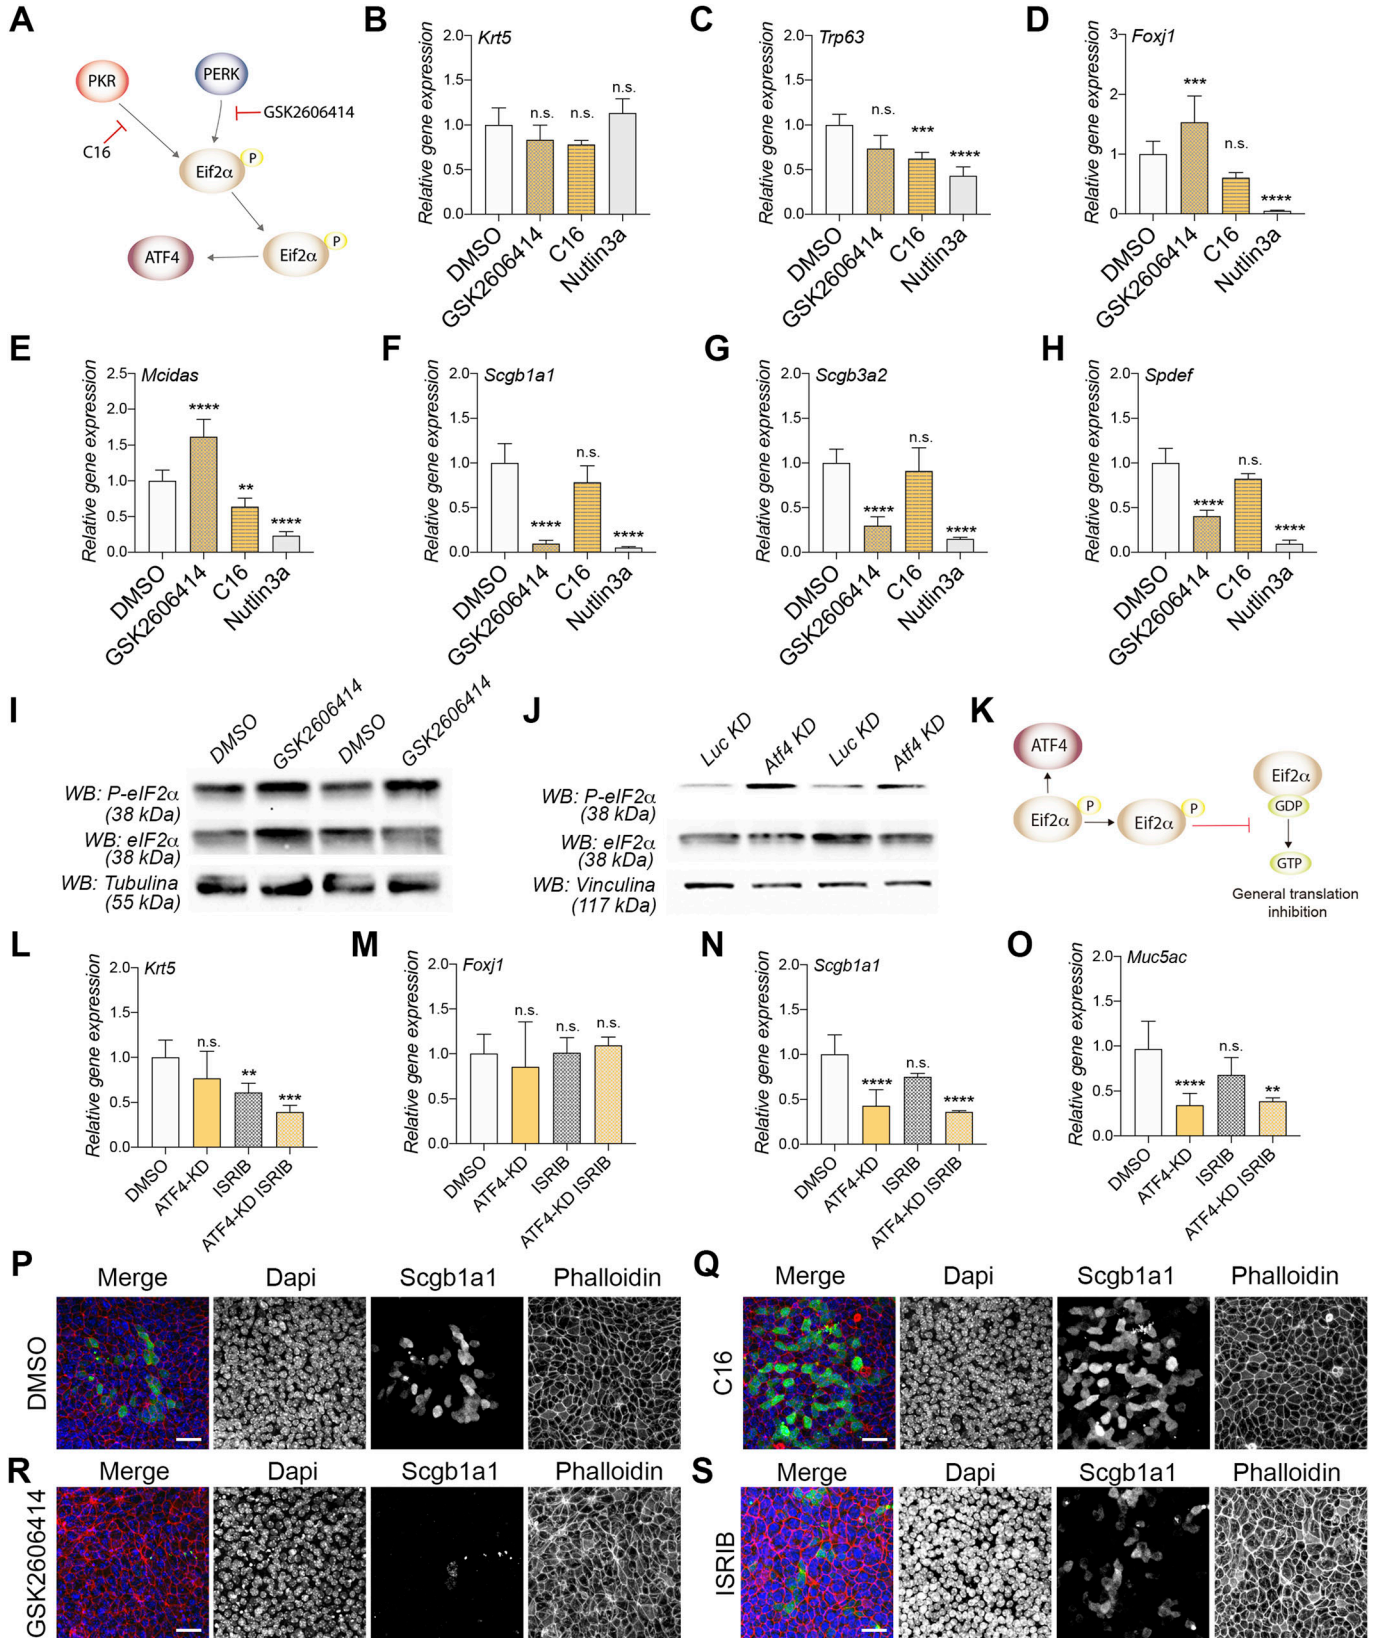 A
PKR
PERK
GSK2606414
C16
Eif2α
P
ATF4
Eif2α
P
B
Krt5
Relative gene expression
2.0
1.5
1.0
0.5
0.0
n.s.
n.s.
n.s.
DMSO
GSK2606414
C16
Nutlin3a
C
Trp63
Relative gene expression
2.0
1.5
1.0
0.5
0.0
n.s.
***
****
DMSO
GSK2606414
C16
Nutlin3a
D
Foxj1
Relative gene expression
3
2
1
0
***
n.s.
****
DMSO
GSK2606414
C16
Nutlin3a
E
Mcidas
Relative gene expression
2.5
2.0
1.5
1.0
0.5
0.0
****
**
****
DMSO
GSK2606414
C16
Nutlin3a
F
Scgb1a1
Relative gene expression
2.0
1.5
1.0
0.5
0.0
****
n.s.
****
DMSO
GSK2606414
C16
Nutlin3a
G
Scgb3a2
Relative gene expression
2.0
1.5
1.0
0.5
0.0
****
n.s.
****
DMSO
GSK2606414
C16
Nutlin3a
H
Spdef
Relative gene expression
2.0
1.5
1.0
0.5
0.0
****
n.s.
****
DMSO
GSK2606414
C16
Nutlin3a
I
DMSO
GSK2606414
DMSO
GSK2606414
WB: P-eIF2α
(38 kDa)
WB: eIF2α
(38 kDa)
WB: Tubulina
(55 kDa)
J
Luc KD
Atf4 KD
Luc KD
Atf4 KD
WB: P-eIF2α
(38 kDa)
WB: eIF2α
(38 kDa)
WB: Vinculina
(117 kDa)
K
ATF4
Eif2α
P
Eif2α
P
Eif2α
GDP
GTP
General translation
inhibition
L
Krt5
Relative gene expression
2.0
1.5
1.0
0.5
0.0
n.s.
**
***
DMSO
ATF4-KD
ISRIB
ATF4-KD ISRIB
M
Foxj1
Relative gene expression
2.0
1.5
1.0
0.5
0.0
n.s.
n.s.
n.s.
DMSO
ATF4-KD
ISRIB
ATF4-KD ISRIB
N
Scgb1a1
Relative gene expression
2.0
1.5
1.0
0.5
0.0
****
n.s.
****
DMSO
ATF4-KD
ISRIB
ATF4-KD ISRIB
O
Muc5ac
Relative gene expression
2.0
1.5
1.0
0.5
0.0
****
n.s.
**
DMSO
ATF4-KD
ISRIB
ATF4-KD ISRIB
P
Merge Dapi Scgb1a1 Phalloidin
DMSO
Q
Merge Dapi Scgb1a1 Phalloidin
C16
R
Merge Dapi Scgb1a1 Phalloidin
GSK2606414
S
Merge Dapi Scgb1a1 Phalloidin
ISRIB